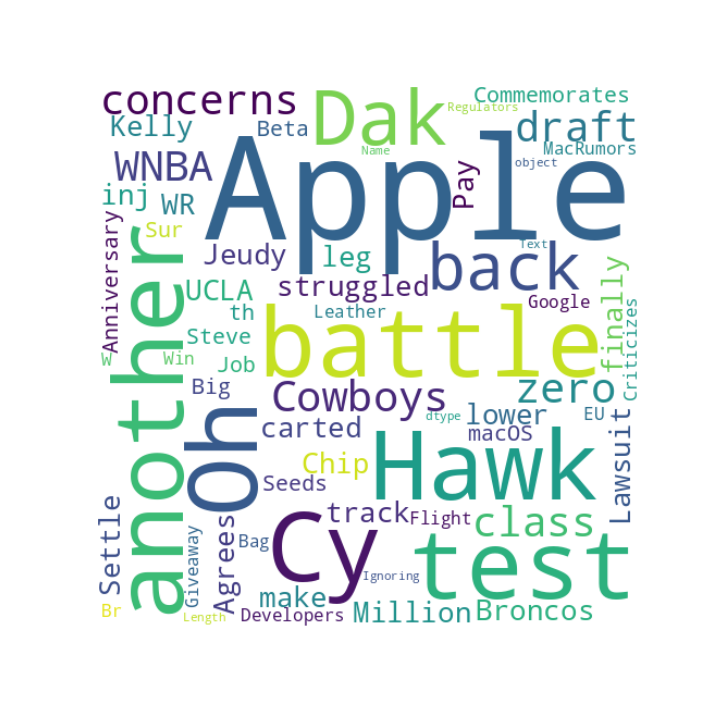 concerns
Dak
Regulators
Commemorates
Kelly
Beta
Name
Apple
Pay
draft
MacRumors
object
WNBA
inj
WR
Anniversary
another
Sur
Jeudy
leg
back
Text
finally
UCLA
struggled
Google
th
Leather
battle
Criticizes
Steve
W
Win
Job
Big
Oh
Cowboys
zero
carted
dtype
lower
EU
macOS
Lawsuit
Chip
Hawk
Seeds
Settle
Cy
track
Flight
class
test
Giveaway
Agrees
Bag
Ignoring
make
Br
Length
Developers
Million
Broncos